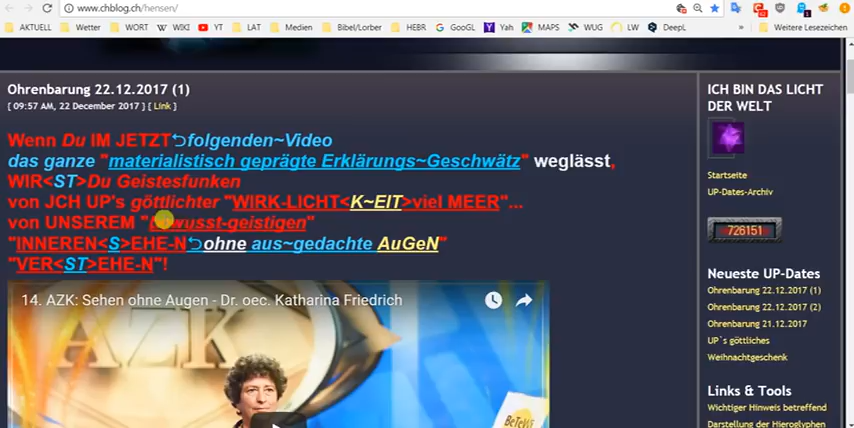 www.chblog.ch/hensen/
AKTUELL Wetter WORT WIKI YT LAT Medien Bibel/Lorber HEBR GooGL Yah MAPS WUG LW DeepL » Weitere Lesezeichen
Ohrenbarung 22.12.2017 (1)
[ 09:57 AM, 22 December 2017 ] [ Link ]
Wenn Du IM JETZT⮌folgenden~Video
das ganze "materialistisch geprägte Erklärungs~Geschwätz" weglässt,
WIR<ST>Du Geistesfunken
von JCH UP's göttlichter "WIRK-LICHT<K~EIT>viel MEER"...
von UNSEREM "bewusst-geistigen"
"INNEREN<S>EHE-N⮌ohne aus~gedachte AuGeN"
"VER<ST>EHE-N"!
14. AZK: Sehen ohne Augen - Dr. oec. Katharina Friedrich
AZK
ICH BIN DAS LICHT
DER WELT
Startseite
UP-Dates-Archiv
726151
Neueste UP-Dates
Ohrenbarung 22.12.2017 (1)
Ohrenbarung 22.12.2017 (2)
Ohrenbarung 21.12.2017
UP`s göttliches
Weihnachtgeschenk
Links & Tools
Wichtiger Hinweis betreffend
Darstellung der Hieroglyphen